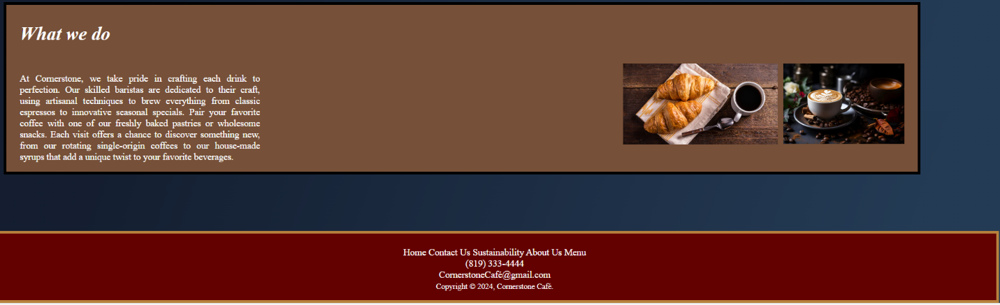 What we do
At Cornerstone, we take pride in crafting each drink to
perfection. Our skilled baristas are dedicated to their craft,
using artisanal techniques to brew everything from classic
espressos to innovative seasonal specials. Pair your favorite
coffee with one of our freshly baked pastries or wholesome
snacks. Each visit offers a chance to discover something new,
from our rotating single-origin coffees to our house-made
syrups that add a unique twist to your favorite beverages.
Home Contact Us Sustainability About Us Menu
(819) 333-4444
CornerstoneCafé@gmail.com
Copyright © 2024, Cornerstone Café.